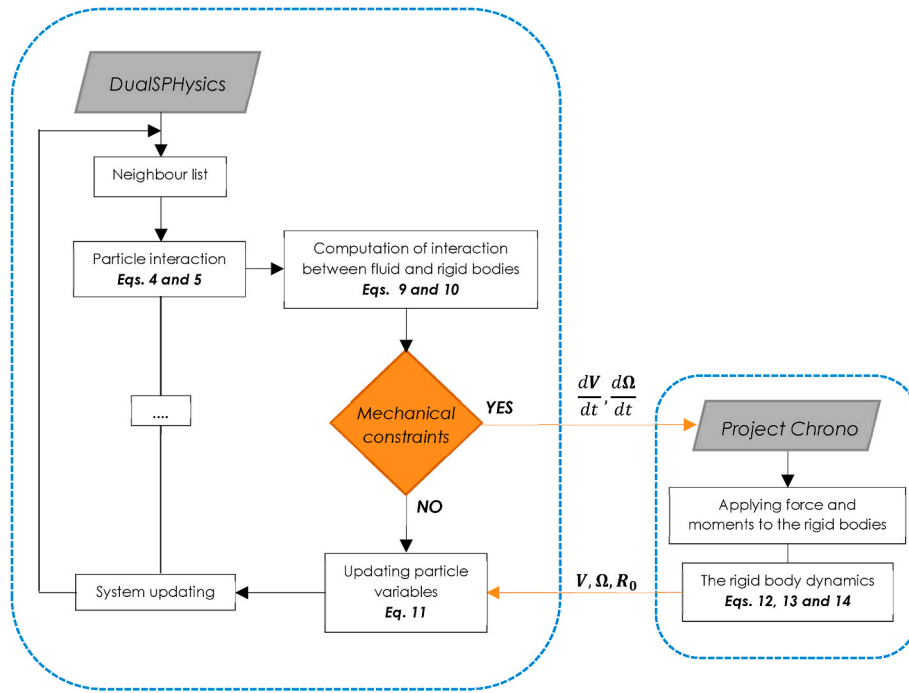 DualSPHysics
Neighbour list
Particle interaction
Eqs. 4 and 5
Computation of interaction
between fluid and rigid bodies
Eqs. 9 and 10
....
Mechanical
constraints
YES
NO
dV/dt, dΩ/dt
Project Chrono
Applying force and
moments to the rigid bodies
The rigid body dynamics
Eqs. 12, 13 and 14
V, Ω, R₀
Updating particle
variables
Eq. 11
System updating